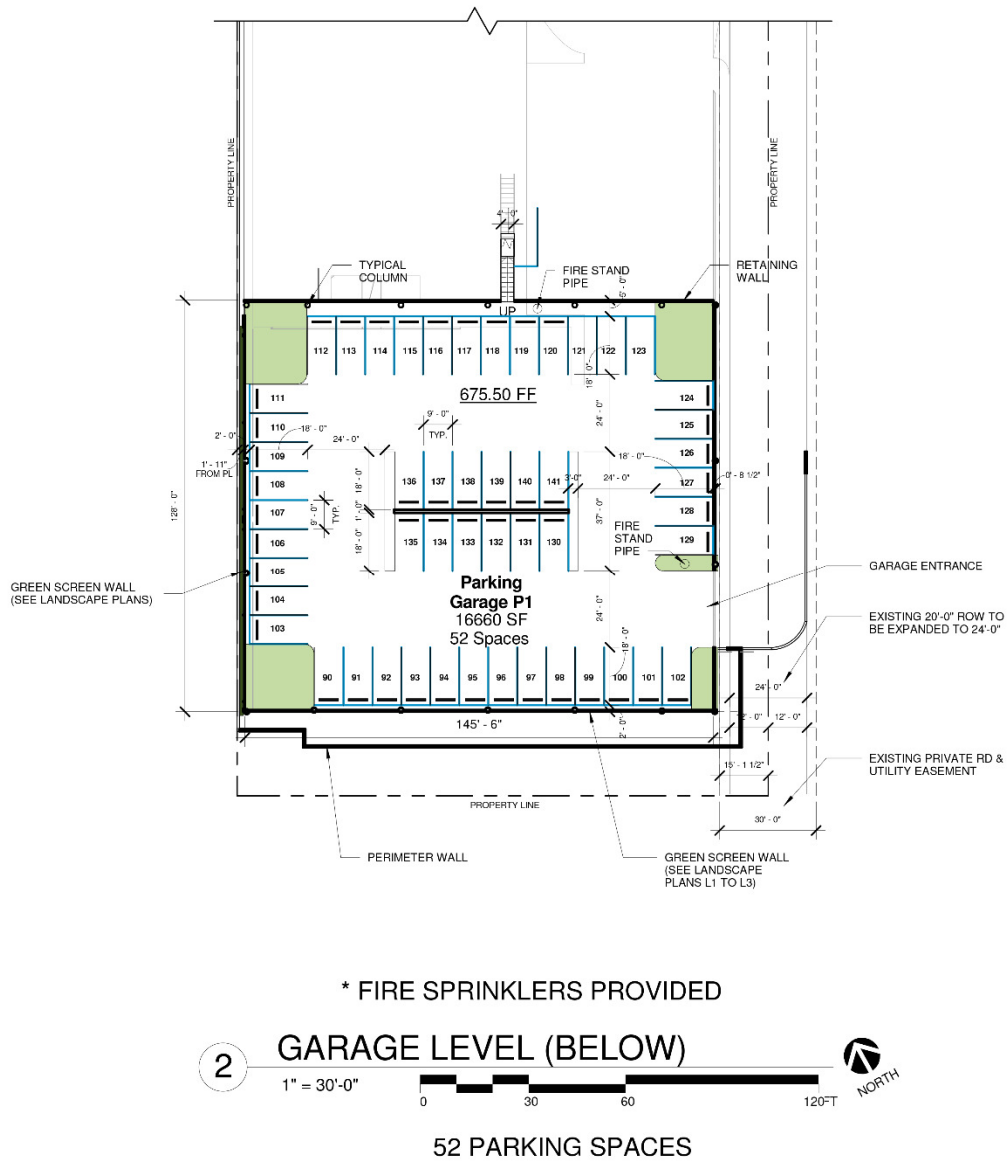 PROPERTY LINE
PROPERTY LINE
4' - 0"
TYPICAL
COLUMN
FIRE STAND
PIPE
RETAINING
WALL
UP
112
113
114
115
116
117
118
119
120
121
122
123
18' - 0"
675.50 FF
111
110
109
108
107
106
105
104
103
124
125
126
127
128
129
9' - 0"
TYP.
24' - 0"
2' - 0"
18' - 0"
24' - 0"
1' - 11"
FROM PL
18' - 0"
136
137
138
139
140
141
18' - 0"
3'-0"
24' - 0"
0' - 8 1/2"
128' - 0"
9' - 0"
TYP.
1' - 0"
18' - 0"
135
134
133
132
131
130
37' - 0"
FIRE
STAND
PIPE
GREEN SCREEN WALL
(SEE LANDSCAPE PLANS)
Parking
Garage P1
16660 SF
52 Spaces
24' - 0"
GARAGE ENTRANCE
EXISTING 20'-0" ROW TO
BE EXPANDED TO 24'-0"
90
91
92
93
94
95
96
97
98
99
100
101
102
18' - 0"
24' - 0"
145' - 6"
2' - 0"
12' - 0"
15' - 1 1/2"
EXISTING PRIVATE RD &
UTILITY EASEMENT
PROPERTY LINE
30' - 0"
PERIMETER WALL
GREEN SCREEN WALL
(SEE LANDSCAPE
PLANS L1 TO L3)
* FIRE SPRINKLERS PROVIDED
2
GARAGE LEVEL (BELOW)
1" = 30'-0"
0
30
60
120FT
NORTH
52 PARKING SPACES